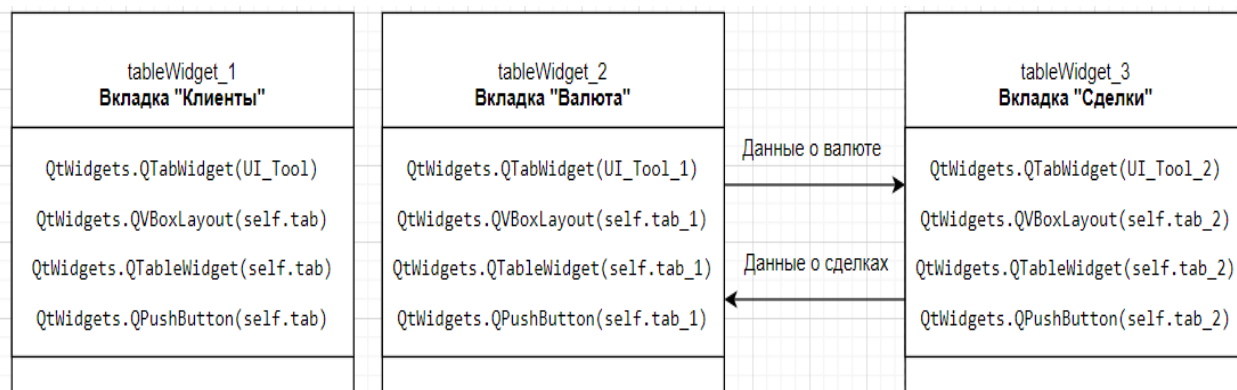 tableWidget_1
Вкладка "Клиенты"
QtWidgets.QTabWidget(UI_Tool)
QtWidgets.QVBoxLayout(self.tab)
QtWidgets.QTableWidget(self.tab)
QtWidgets.QPushButton(self.tab)
tableWidget_2
Вкладка "Валюта"
QtWidgets.QTabWidget(UI_Tool_1)
QtWidgets.QVBoxLayout(self.tab_1)
QtWidgets.QTableWidget(self.tab_1)
QtWidgets.QPushButton(self.tab_1)
Данные о валюте
Данные о сделках
tableWidget_3
Вкладка "Сделки"
QtWidgets.QTabWidget(UI_Tool_2)
QtWidgets.QVBoxLayout(self.tab_2)
QtWidgets.QTableWidget(self.tab_2)
QtWidgets.QPushButton(self.tab_2)